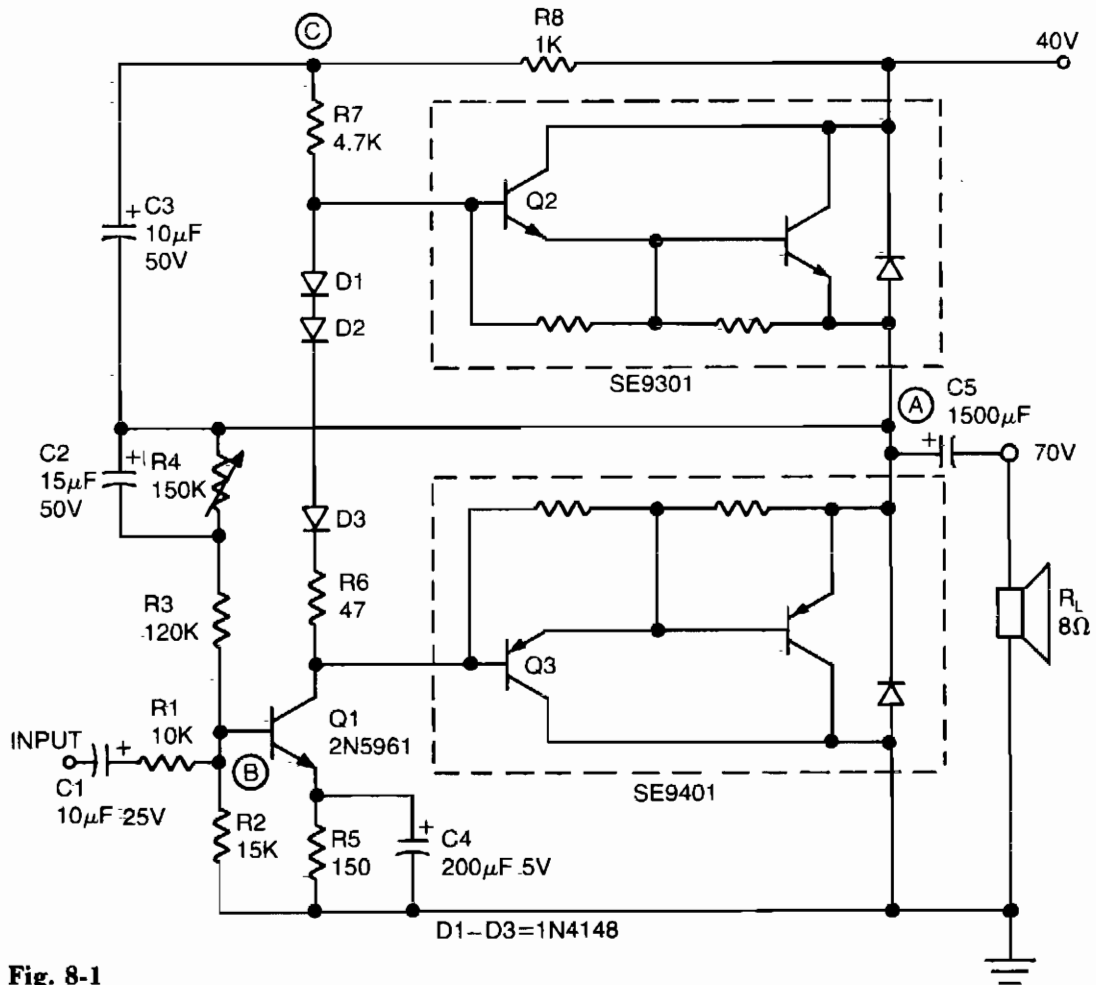 C
R8
1K
40V
R7
4.7K
Q2
+ C3
10μF
50V
D1
D2
SE9301
A
C5
1500μF
+
70V
C2
15μF
50V
+
R4
150K
D3
R6
47
R3
120K
Q3
RL
8Ω
R1
10K
INPUT
+
C1
10μF 25V
B
Q1
2N5961
SE9401
R2
15K
R5
150
+
C4
200μF 5V
D1–D3=1N4148
Fig. 8-1